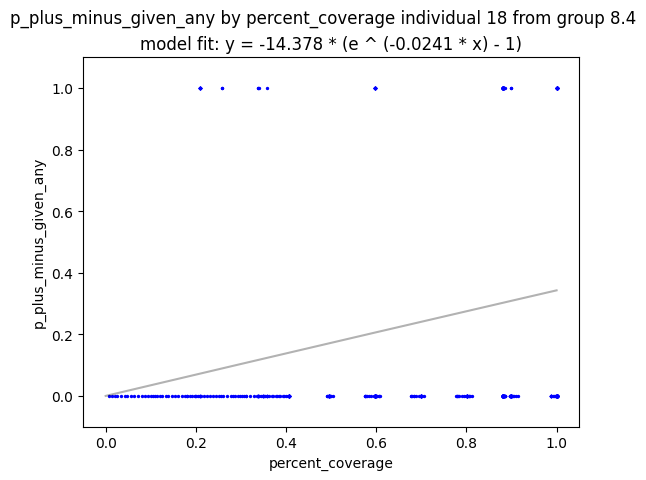 p_plus_minus_given_any by percent_coverage individual 18 from group 8.4
model fit: y = -14.378 * (e ^ (-0.0241 * x) - 1)
1.0
0.8
0.6
0.4
0.2
0.0
p_plus_minus_given_any
0.0 0.2 0.4 0.6 0.8 1.0
percent_coverage